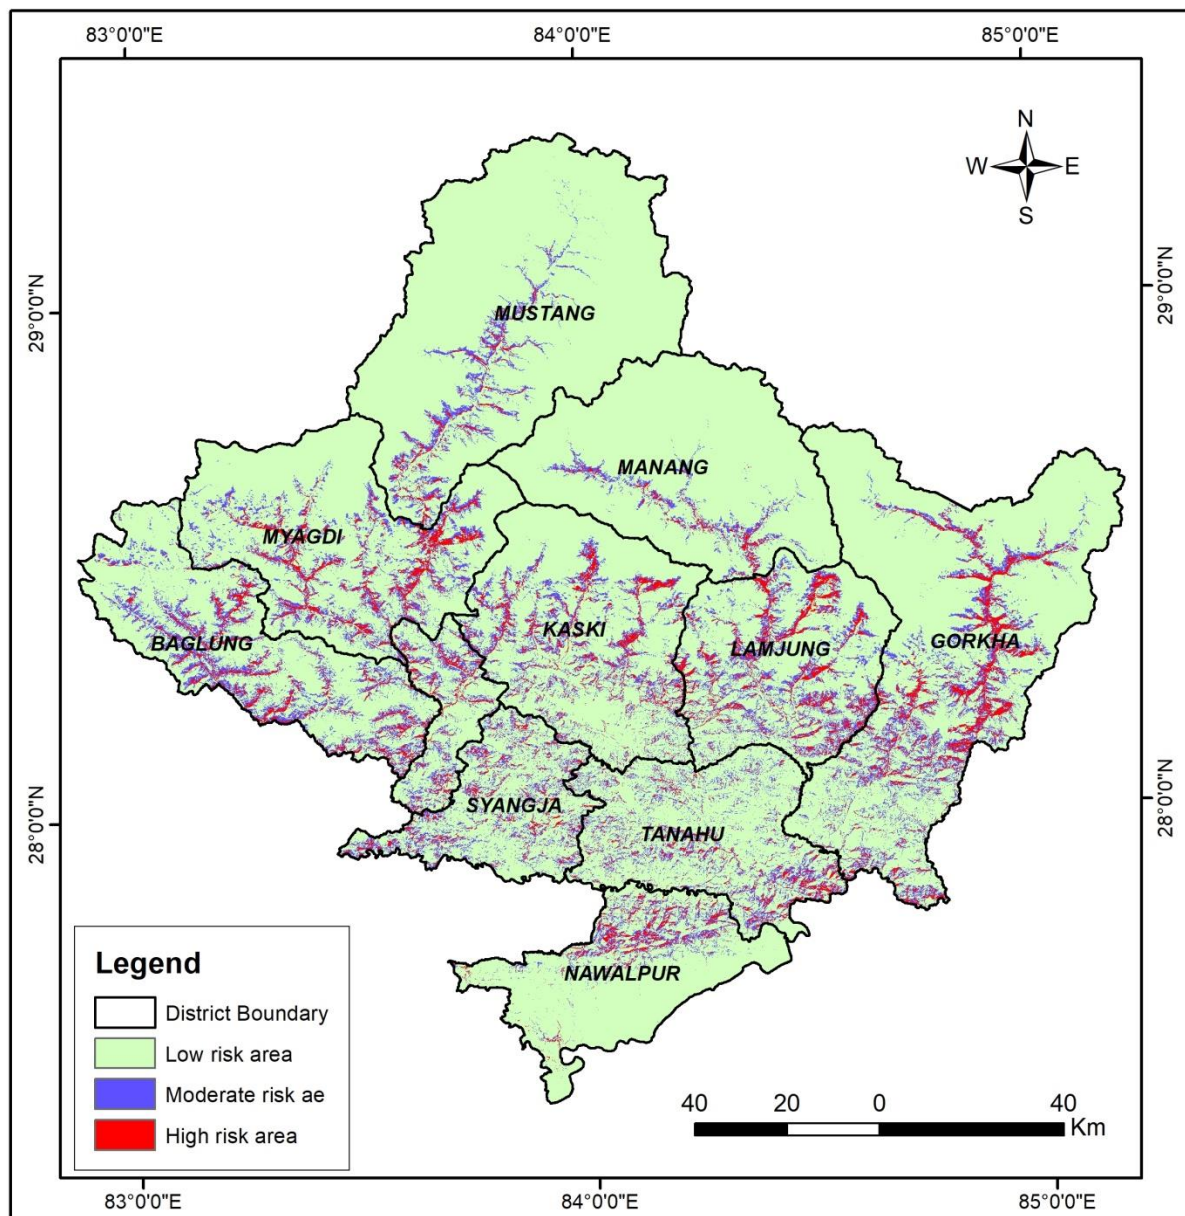 83°0'0"E 84°0'0"E 85°0'0"E
N
W E
S
29°0'0"N
29°0'0"N
MUSTANG
MANANG
MYAGDI
BAGLUNG
KASKI
LAMJUNG
GORKHA
28°0'0"N
28°0'0"N
SYANGJA
TANAHU
NAWALPUR
Legend
District Boundary
Low risk area
Moderate risk ae
High risk area
40 20 0 40
Km
83°0'0"E 84°0'0"E 85°0'0"E